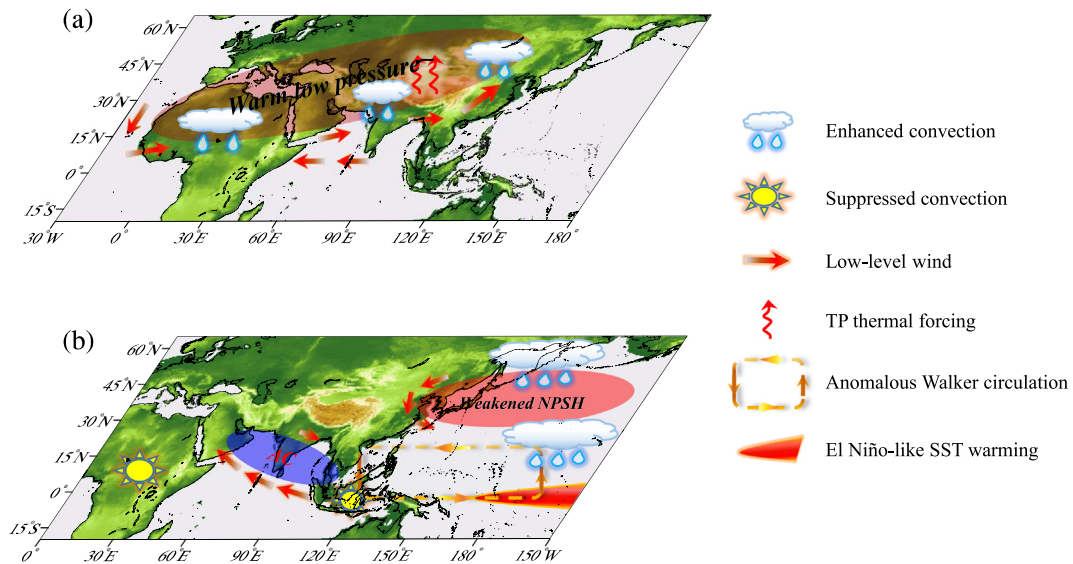 (a)
60°N
45°N
30°N
15°N
0°
15°S
30°W 0° 30°E 60°E 90°E 120°E 150°E 180°
Warm low pressure
(b)
60°N
45°N
30°N
15°N
0°
15°S
0° 30°E 60°E 90°E 120°E 150°E 180° 150°W
Weakened NPSH
AC
Enhanced convection
Suppressed convection
Low-level wind
TP thermal forcing
Anomalous Walker circulation
El Niño-like SST warming